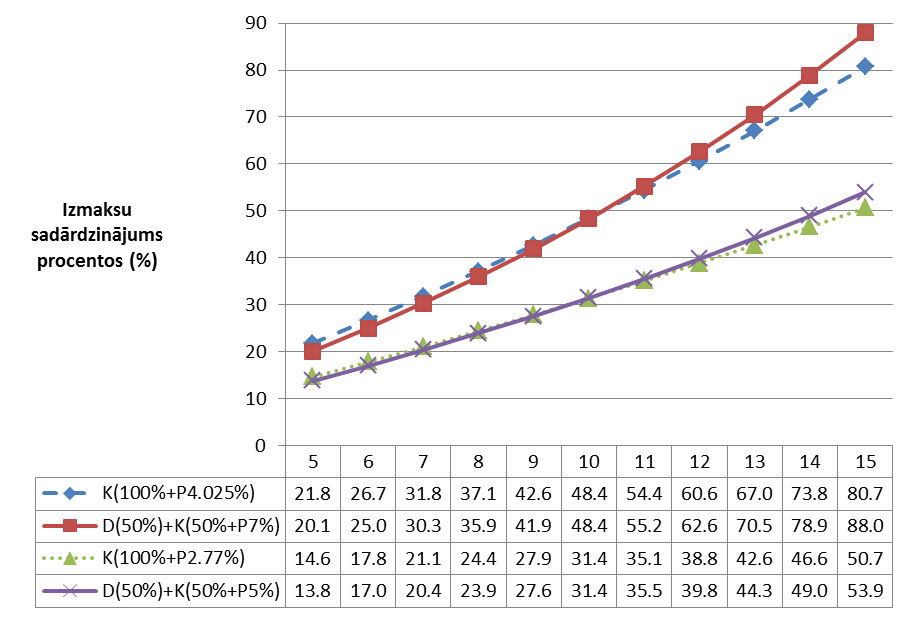 90
80
70
60
50
40
30
20
10
0
Izmaksu
sadārdzinājums
procentos (%)
5 6 7 8 9 10 11 12 13 14 15
K(100%+P4.025%) 21.8 26.7 31.8 37.1 42.6 48.4 54.4 60.6 67.0 73.8 80.7
D(50%)+K(50%+P7%) 20.1 25.0 30.3 35.9 41.9 48.4 55.2 62.6 70.5 78.9 88.0
K(100%+P2.77%) 14.6 17.8 21.1 24.4 27.9 31.4 35.1 38.8 42.6 46.6 50.7
D(50%)+K(50%+P5%) 13.8 17.0 20.4 23.9 27.6 31.4 35.5 39.8 44.3 49.0 53.9